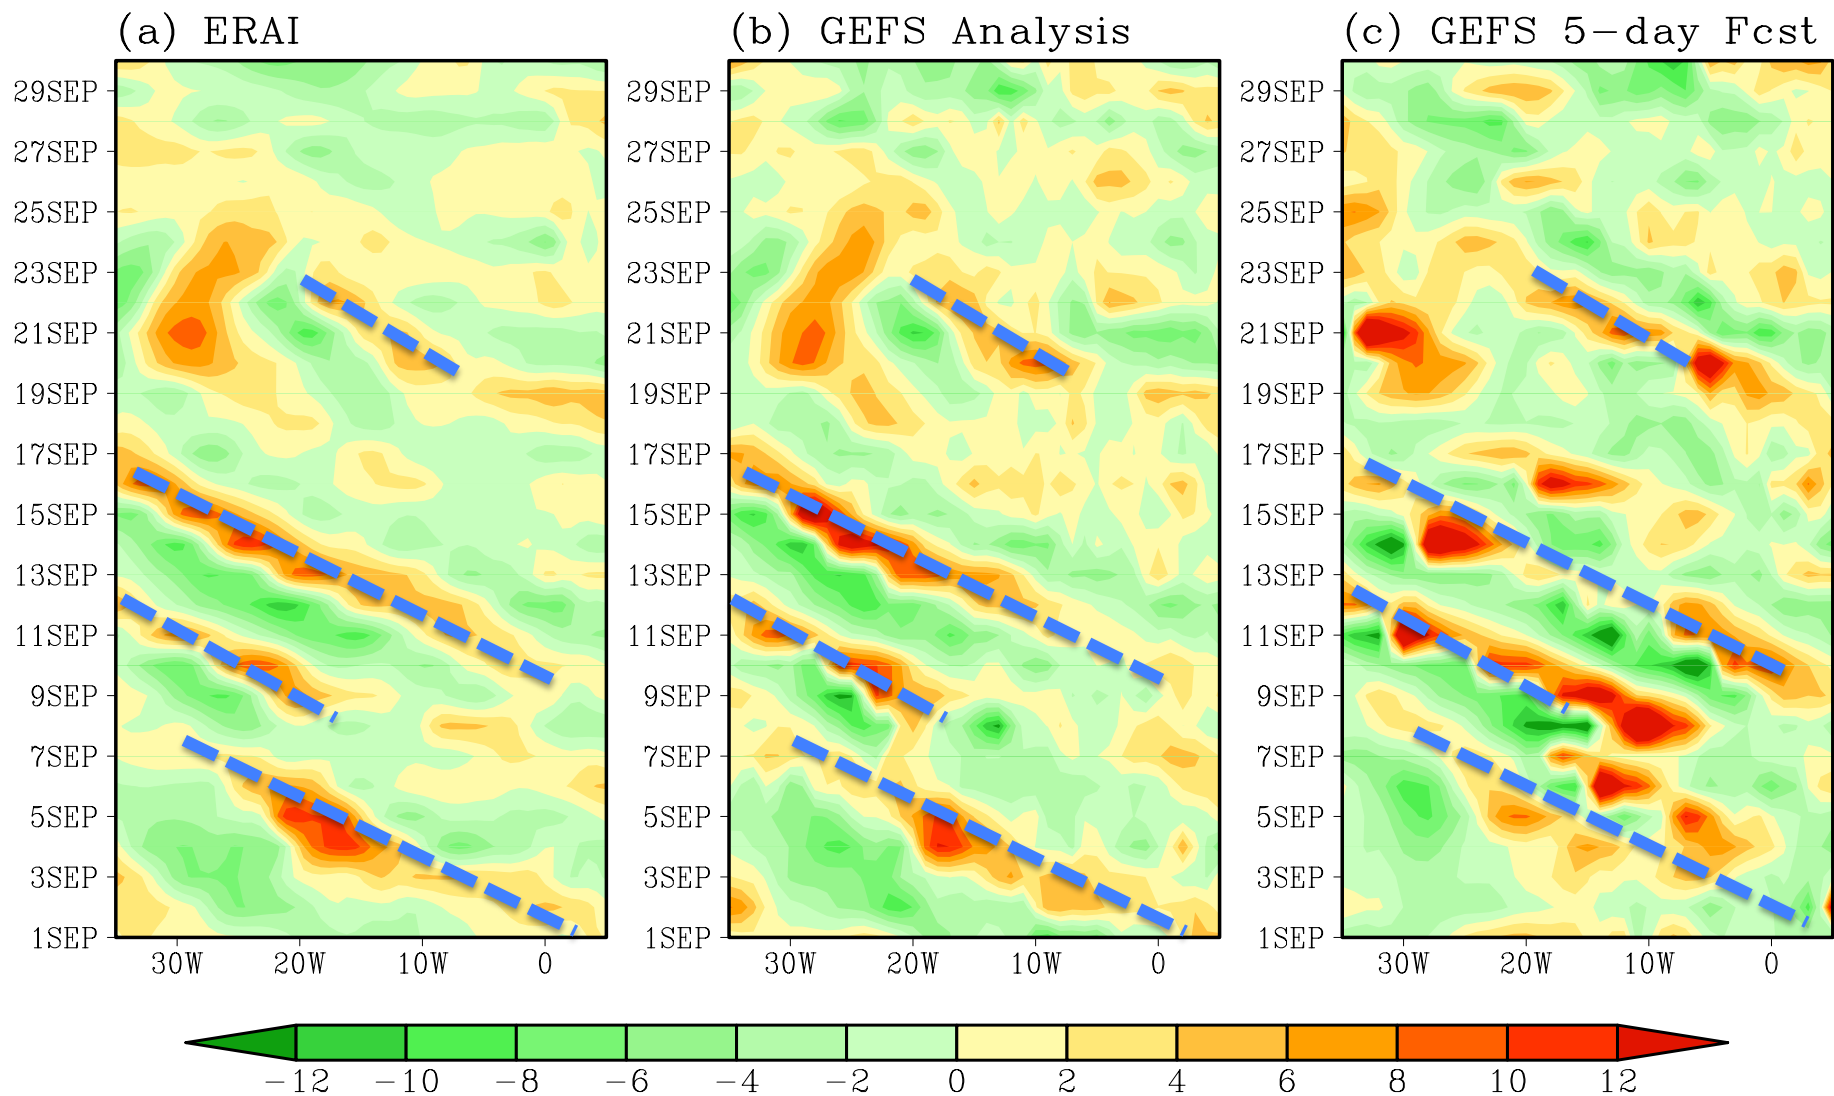 (a) ERAI
(b) GEFS Analysis
(c) GEFS 5-day Fcst
29SEP
27SEP
25SEP
23SEP
21SEP
19SEP
17SEP
15SEP
13SEP
11SEP
9SEP
7SEP
5SEP
3SEP
1SEP
30W 20W 10W 0
29SEP
27SEP
25SEP
23SEP
21SEP
19SEP
17SEP
15SEP
13SEP
11SEP
9SEP
7SEP
5SEP
3SEP
1SEP
30W 20W 10W 0
29SEP
27SEP
25SEP
23SEP
21SEP
19SEP
17SEP
15SEP
13SEP
11SEP
9SEP
7SEP
5SEP
3SEP
1SEP
30W 20W 10W 0
−12 −10 −8 −6 −4 −2 0 2 4 6 8 10 12